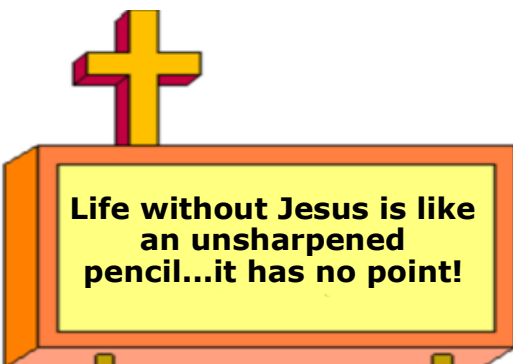 Life without Jesus is like
an unsharpened
pencil...it has no point!